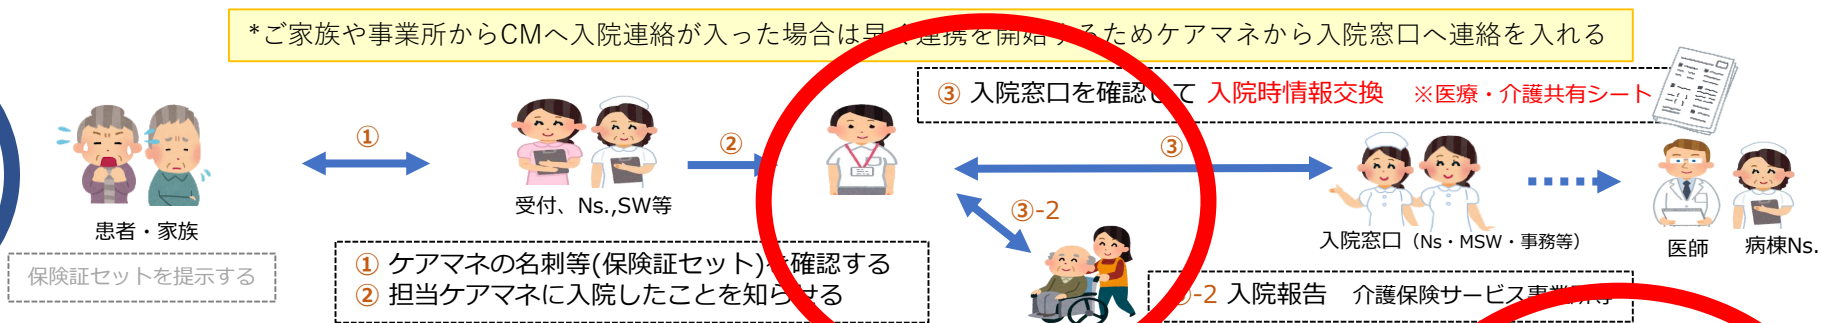 *ご家族や事業所からCMへ入院連絡が入った場合は早く連携を開始するためケアマネから入院窓口へ連絡を入れる
③ 入院窓口を確認して 入院時情報交換 ※医療・介護共有シート
①
②
③
③-2
患者・家族
受付、Ns.,SW等
入院窓口（Ns・MSW・事務等）
医師
病棟Ns.
保険証セットを提示する
① ケアマネの名刺等(保険証セット)を確認する
② 担当ケアマネに入院したことを知らせる
-2 入院報告 介護保険サービス事業所